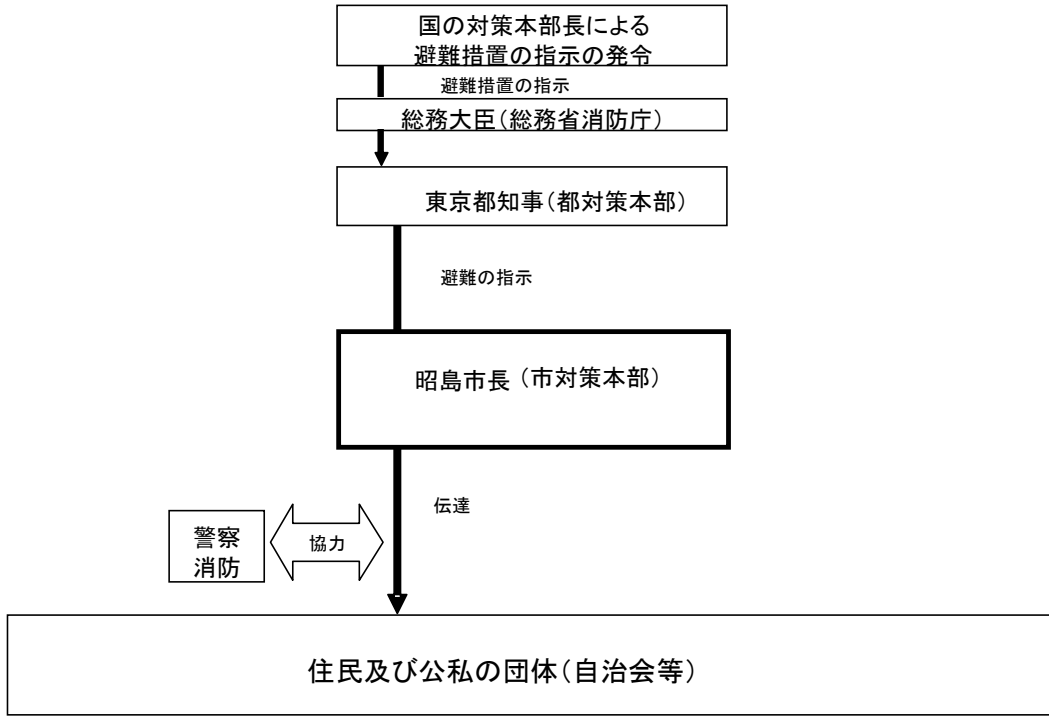 国の対策本部長による
避難措置の指示の発令
避難措置の指示
総務大臣(総務省消防庁)
東京都知事(都対策本部)
避難の指示
昭島市長(市対策本部)
伝達
警察
消防
協力
住民及び公私の団体(自治会等)